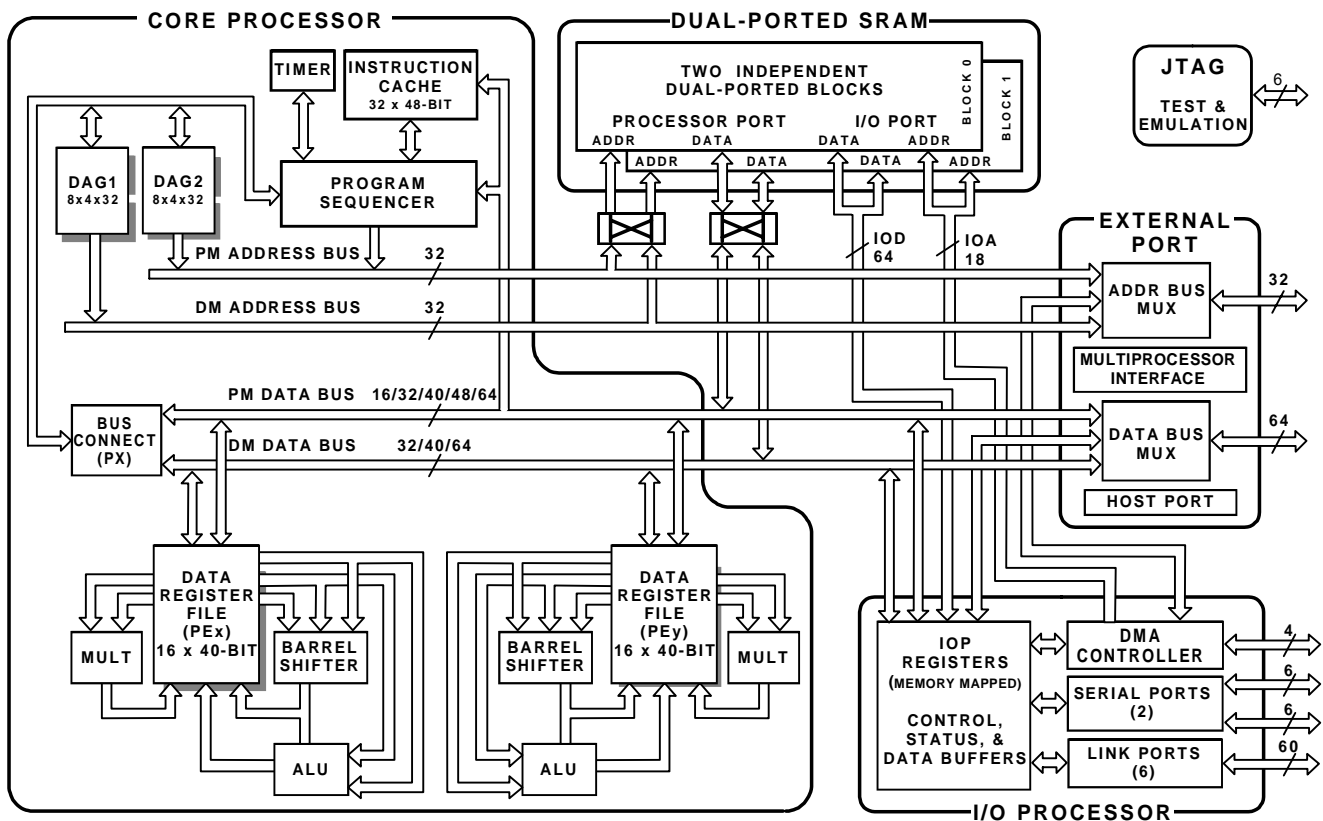 CORE PROCESSOR
TIMER
INSTRUCTION
CACHE
32 x 48-BIT
DAG1
8x4x32
DAG2
8x4x32
PROGRAM
SEQUENCER
PM ADDRESS BUS 32
DM ADDRESS BUS 32
PM DATA BUS 16/32/40/48/64
DM DATA BUS 32/40/64
BUS
CONNECT
(PX)
DATA
REGISTER
FILE
(PEx)
16 x 40-BIT
MULT
BARREL
SHIFTER
ALU
DATA
REGISTER
FILE
(PEy)
16 x 40-BIT
BARREL
SHIFTER
MULT
ALU
DUAL-PORTED SRAM
TWO INDEPENDENT
DUAL-PORTED BLOCKS
PROCESSOR PORT I/O PORT
ADDR DATA DATA ADDR
BLOCK 0
ADDR DATA DATA ADDR
BLOCK 1
IOD
64
IOA
18
JTAG
TEST &
EMULATION
6
EXTERNAL
PORT
ADDR BUS
MUX
32
MULTIPROCESSOR
INTERFACE
DATA BUS
MUX
64
HOST PORT
IOP
REGISTERS
(MEMORY MAPPED)
CONTROL,
STATUS, &
DATA BUFFERS
DMA
CONTROLLER
4
SERIAL PORTS
(2)
6
6
LINK PORTS
(6)
60
I/O PROCESSOR